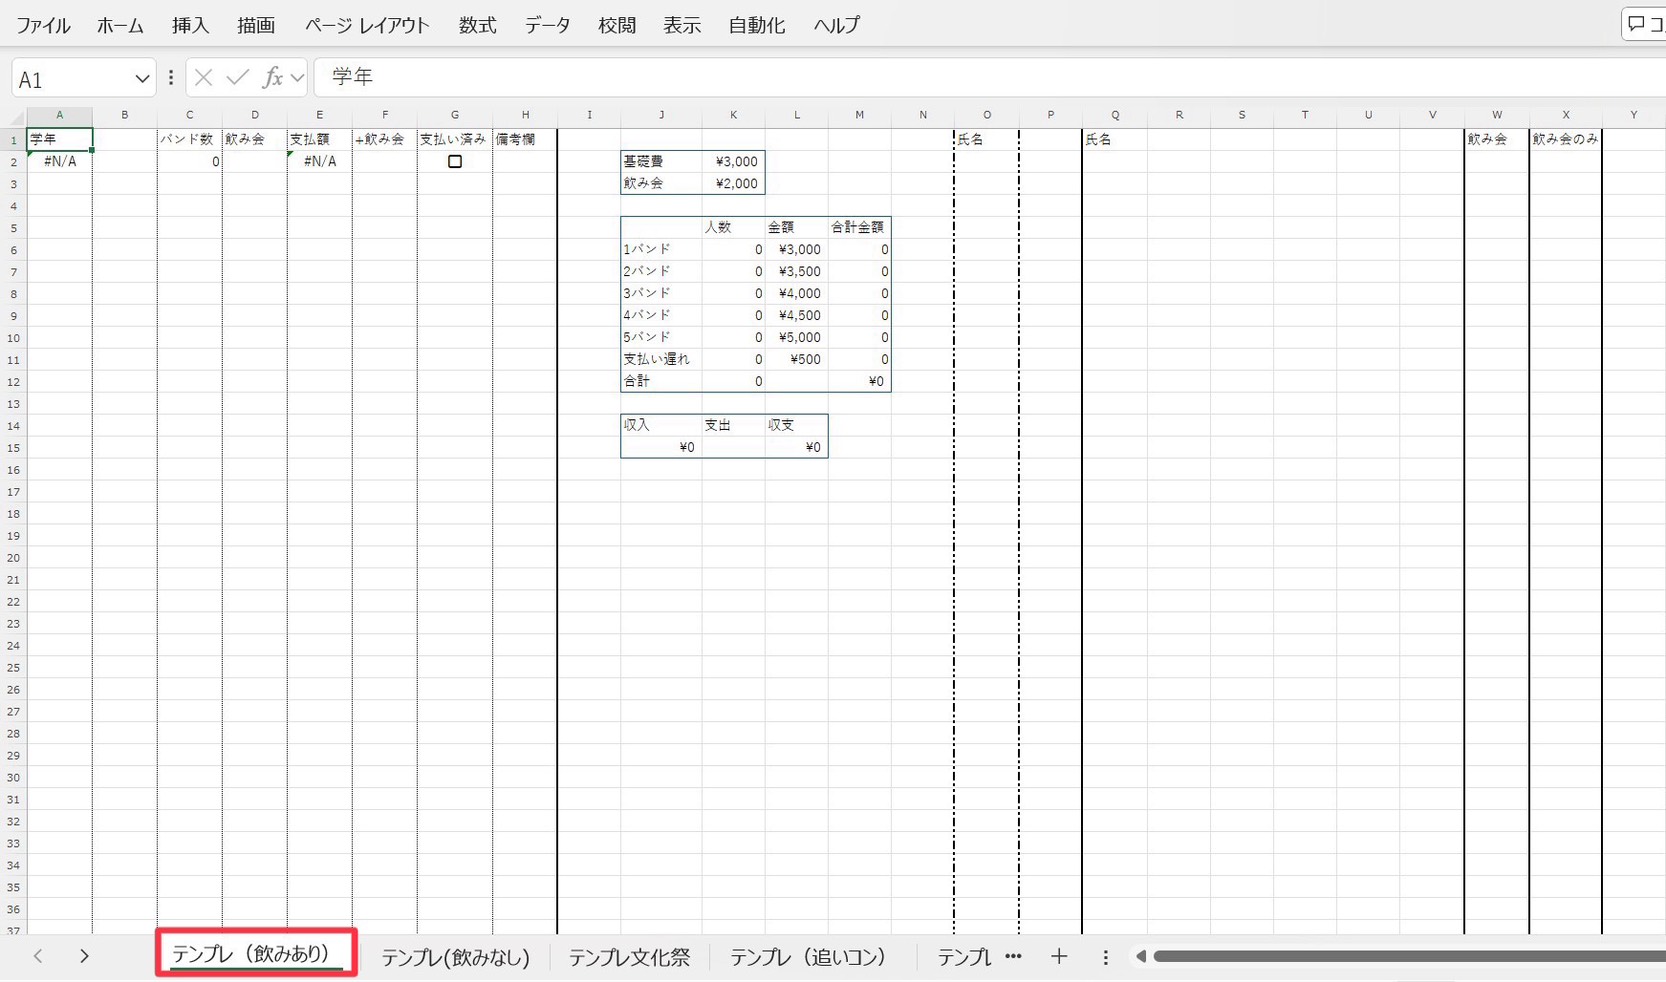 ファイル ホーム 挿入 描画 ページ レイアウト 数式 データ 校閲 表示 自動化 ヘルプ
A1 fx 学年
A B C D E F G H I J K L M N O P Q R S T U V W X Y
1 学年 バンド数 飲み会 支払額 +飲み会 支払い済み 備考欄 氏名 氏名 飲み会 飲み会のみ
2 #N/A 0 #N/A 基礎費 ¥3,000
3 飲み会 ¥2,000
4
5 人数 金額 合計金額
6 1バンド 0 ¥3,000 0
7 2バンド 0 ¥3,500 0
8 3バンド 0 ¥4,000 0
9 4バンド 0 ¥4,500 0
10 5バンド 0 ¥5,000 0
11 支払い遅れ 0 ¥500 0
12 合計 0 ¥0
13
14 収入 支出 収支
15 ¥0 ¥0
16
17
18
19
20
21
22
23
24
25
26
27
28
29
30
31
32
33
34
35
36
37
テンプレ（飲みあり） テンプレ(飲みなし) テンプレ文化祭 テンプレ（追いコン） テンプレ ...